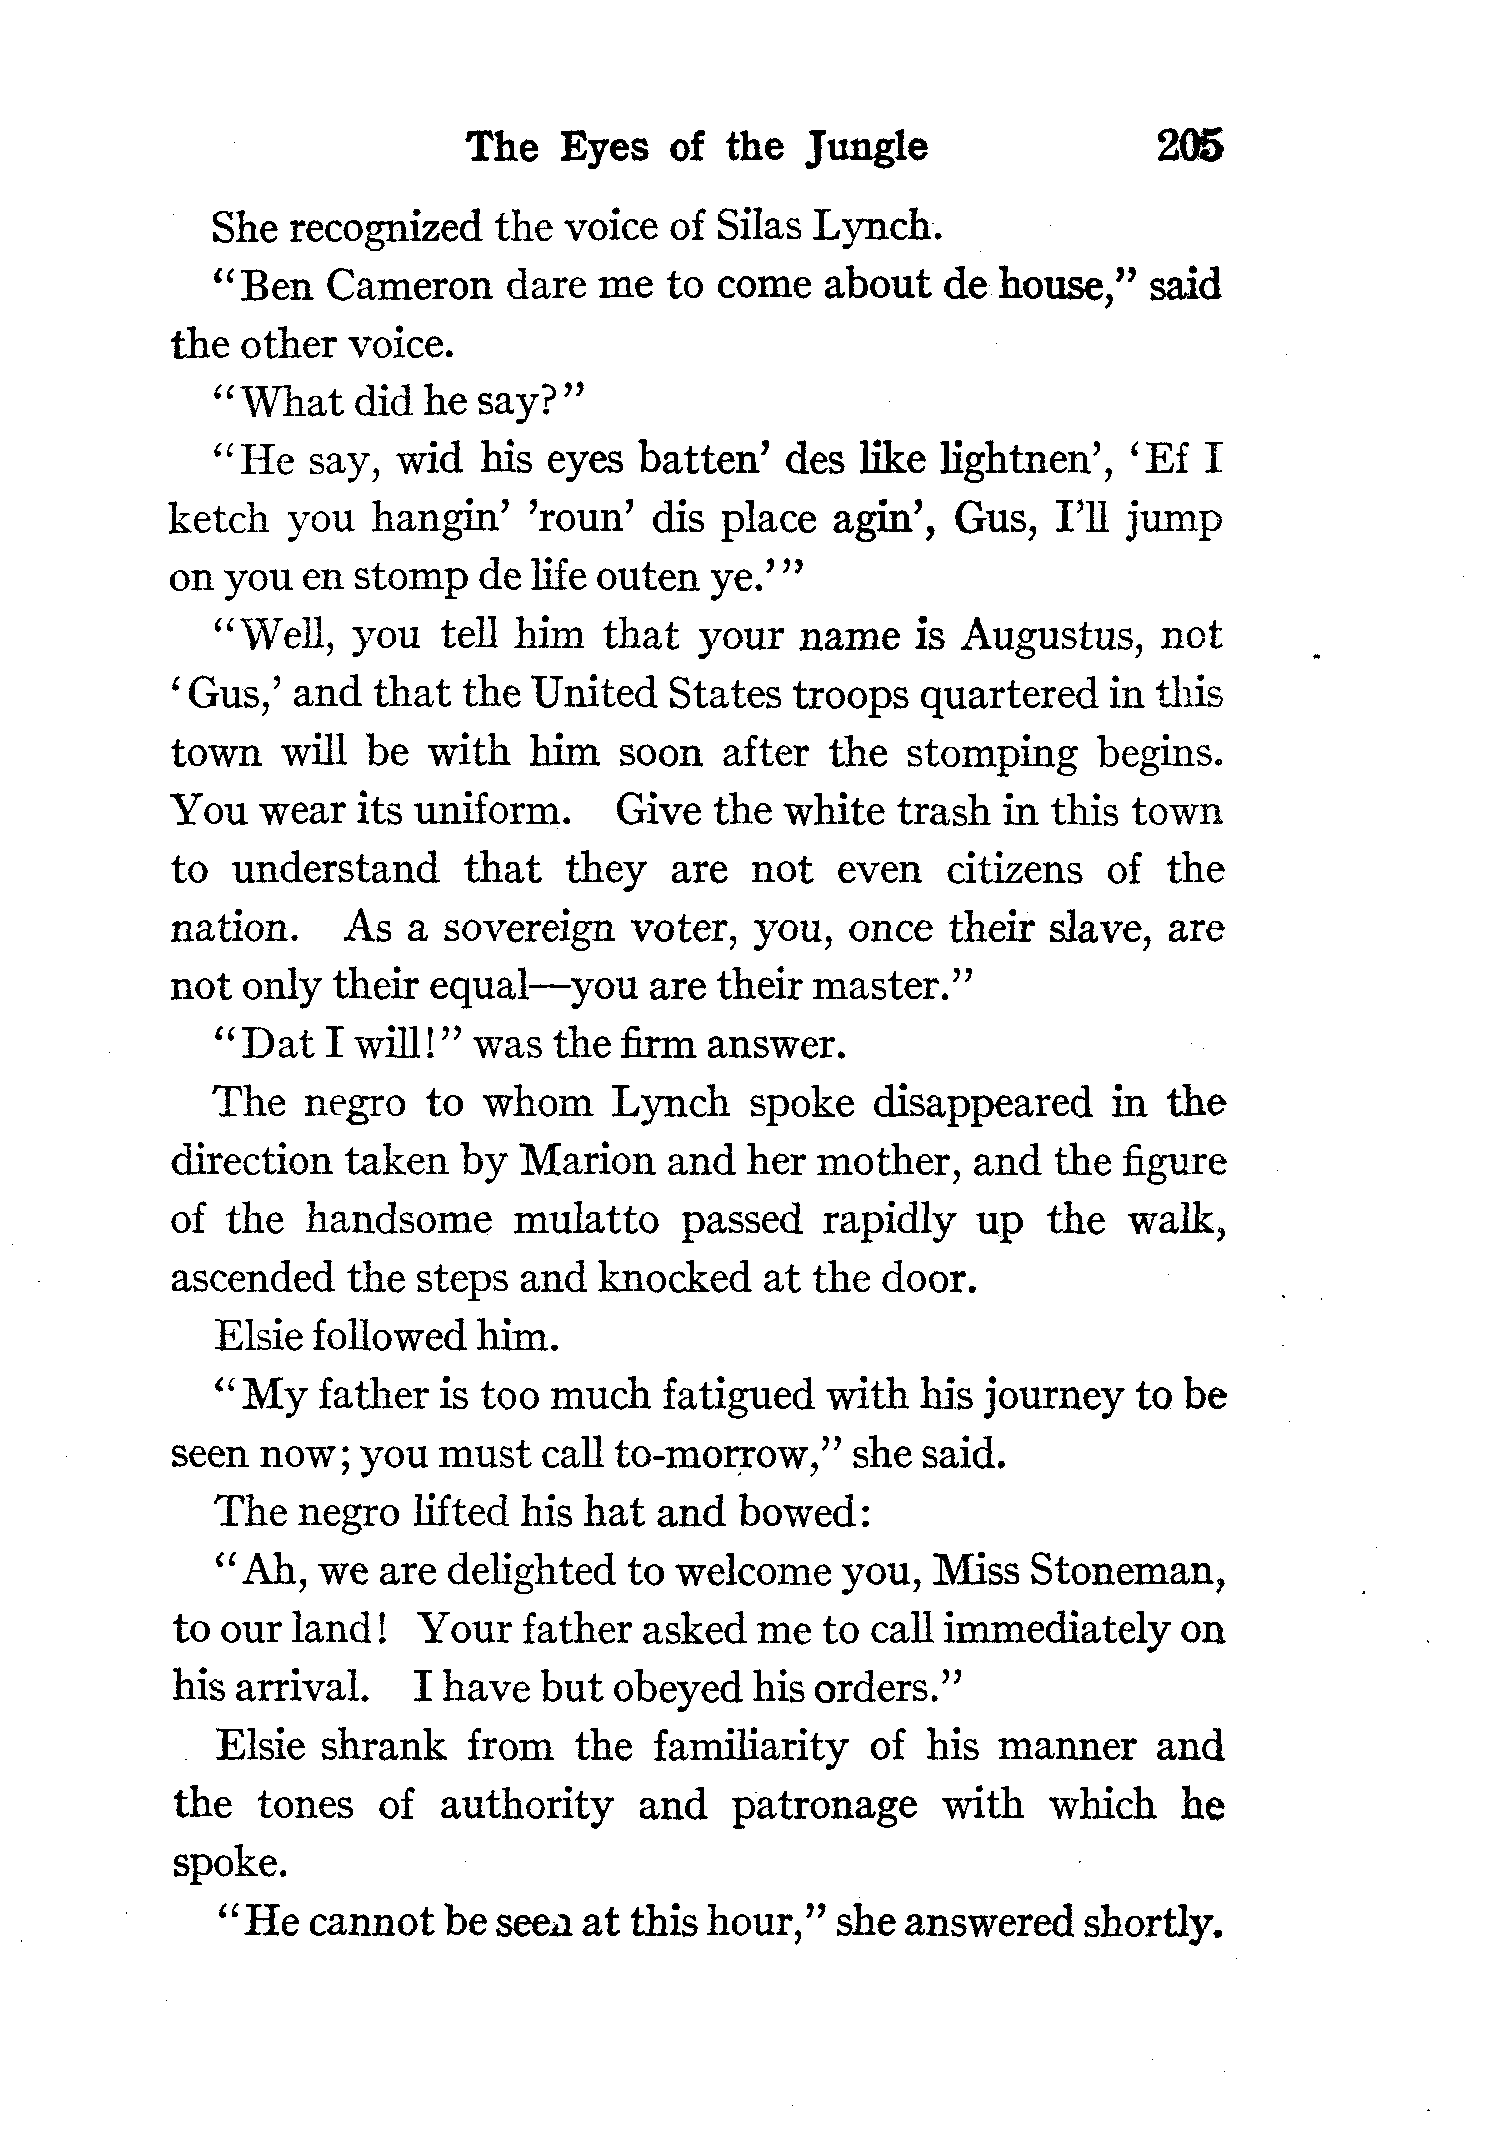 The Eyes of the Jungle 205
She recognized the voice of Silas Lynch.
“Ben Cameron dare me to come about de house,” said
the other voice.
“What did he say?”
“He say, wid his eyes batten’ des like lightnen’, ‘Ef I
ketch you hangin’ ’roun’ dis place agin’, Gus, I’ll jump
on you en stomp de life outen ye.’”
“Well, you tell him that your name is Augustus, not
‘Gus,’ and that the United States troops quartered in this
town will be with him soon after the stomping begins.
You wear its uniform. Give the white trash in this town
to understand that they are not even citizens of the
nation. As a sovereign voter, you, once their slave, are
not only their equal—you are their master.”
“Dat I will!” was the firm answer.
The negro to whom Lynch spoke disappeared in the
direction taken by Marion and her mother, and the figure
of the handsome mulatto passed rapidly up the walk,
ascended the steps and knocked at the door.
Elsie followed him.
“My father is too much fatigued with his journey to be
seen now; you must call to-morrow,” she said.
The negro lifted his hat and bowed:
“Ah, we are delighted to welcome you, Miss Stoneman,
to our land! Your father asked me to call immediately on
his arrival. I have but obeyed his orders.”
Elsie shrank from the familiarity of his manner and
the tones of authority and patronage with which he
spoke.
“He cannot be seen at this hour,” she answered shortly.